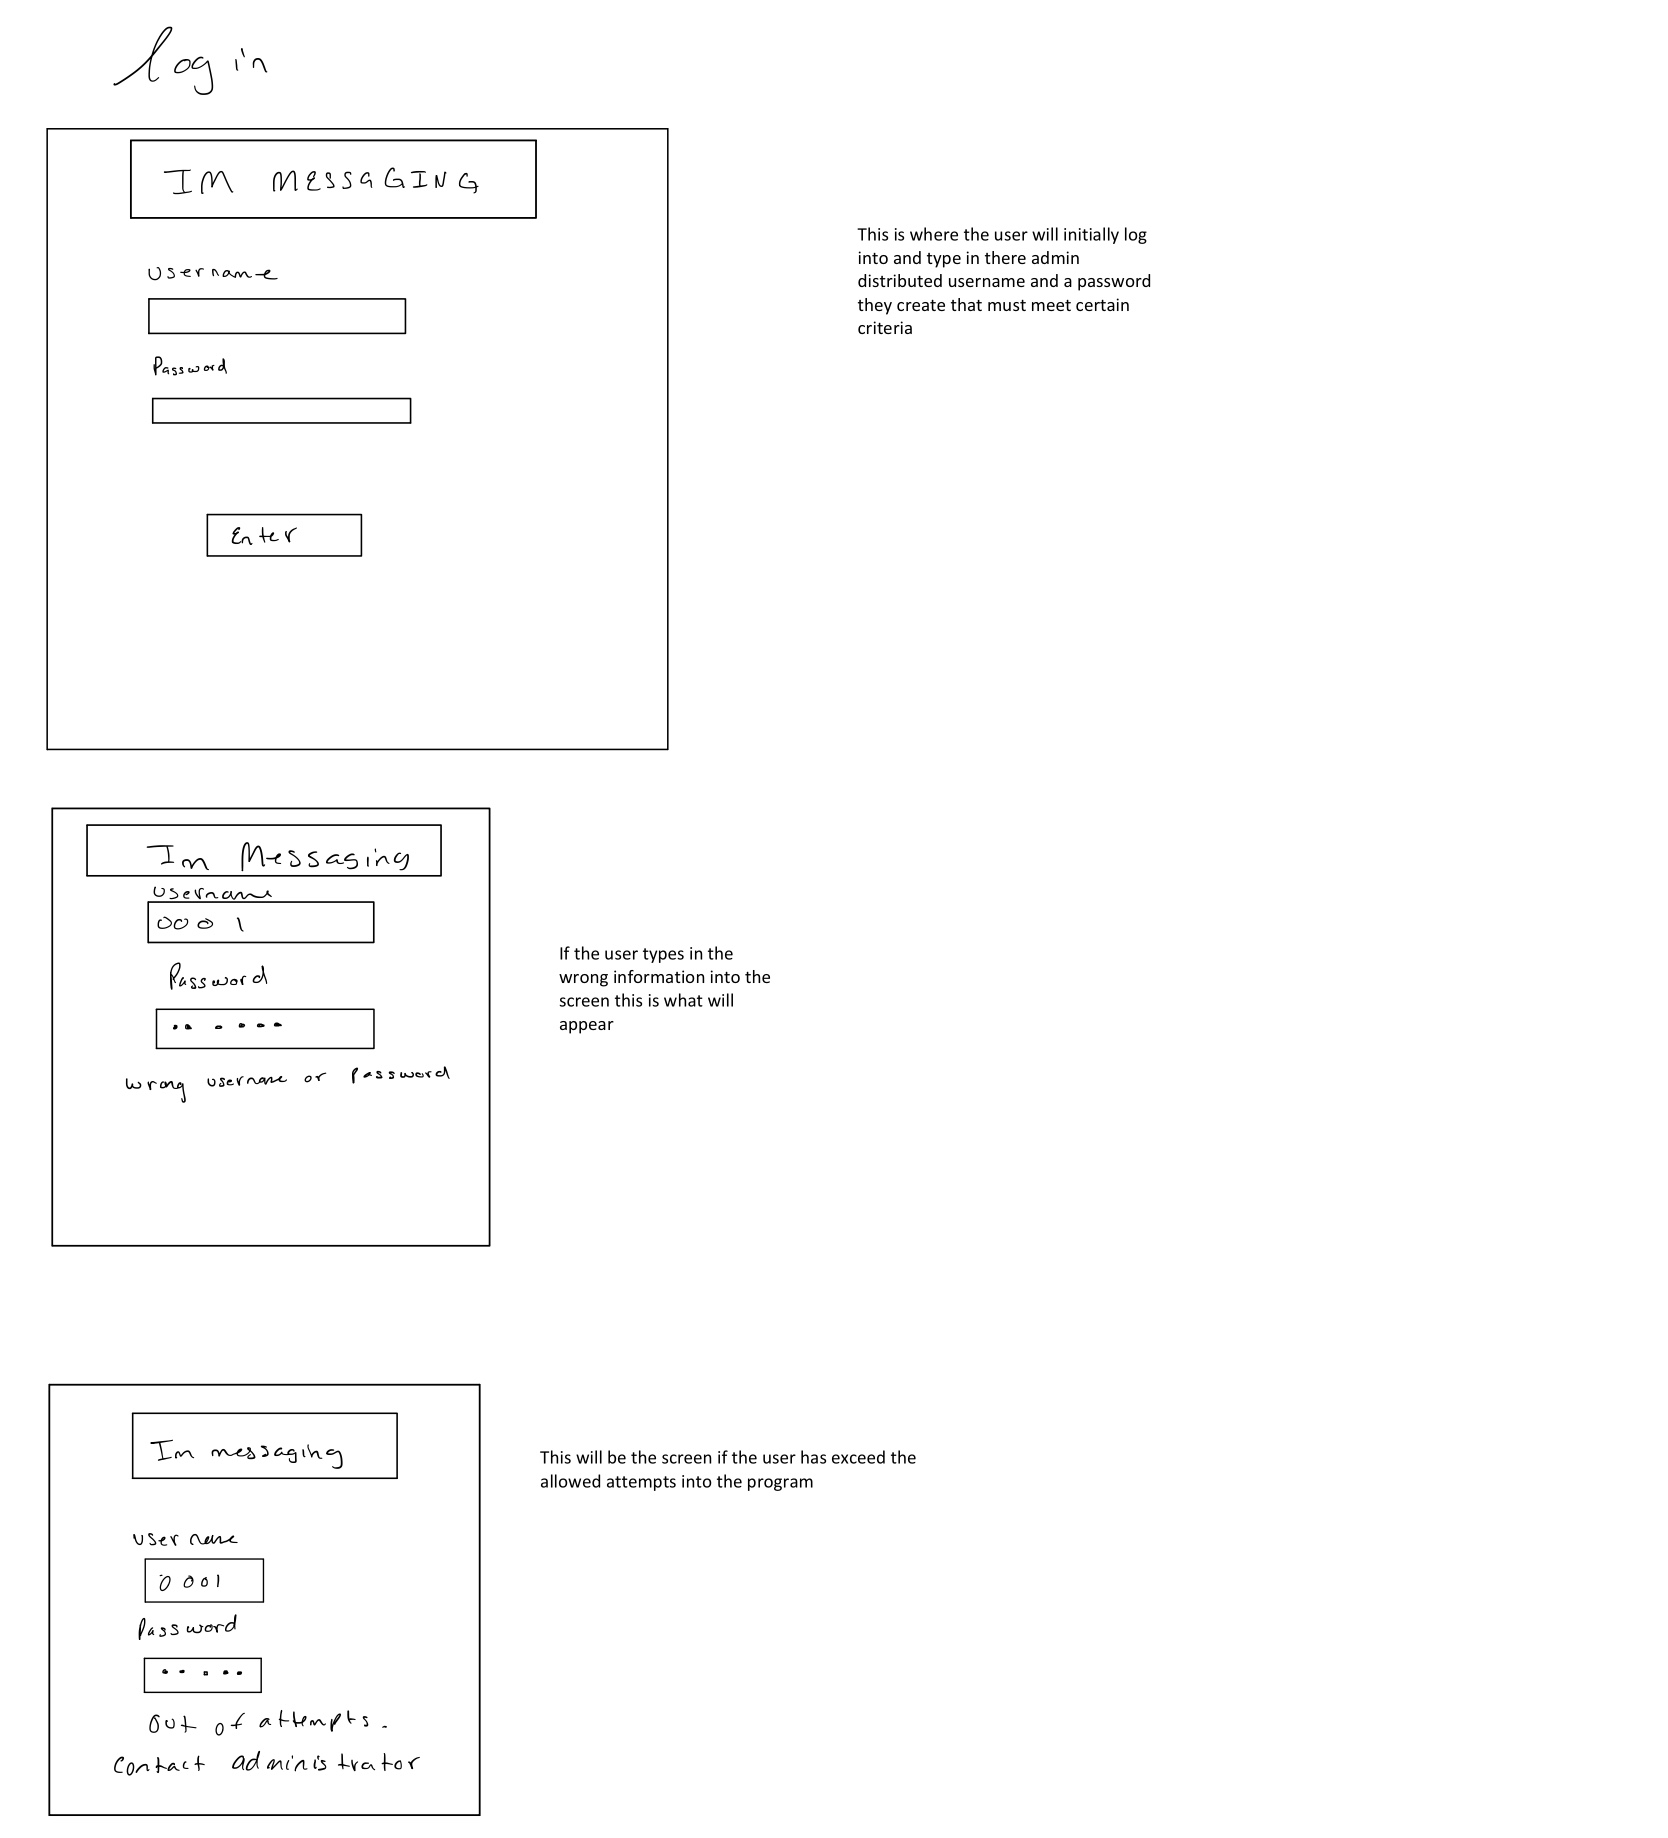 log in
IM MESSAGING
Username
Password
Enter
This is where the user will initially log
into and type in there admin
distributed username and a password
they create that must meet certain
criteria
Im Messaging
Username
0001
Password
wrong username or password
If the user types in the
wrong information into the
screen this is what will
appear
Im messaging
This will be the screen if the user has exceed the
allowed attempts into the program
username
0001
Password
out of attempts.
contact administrator